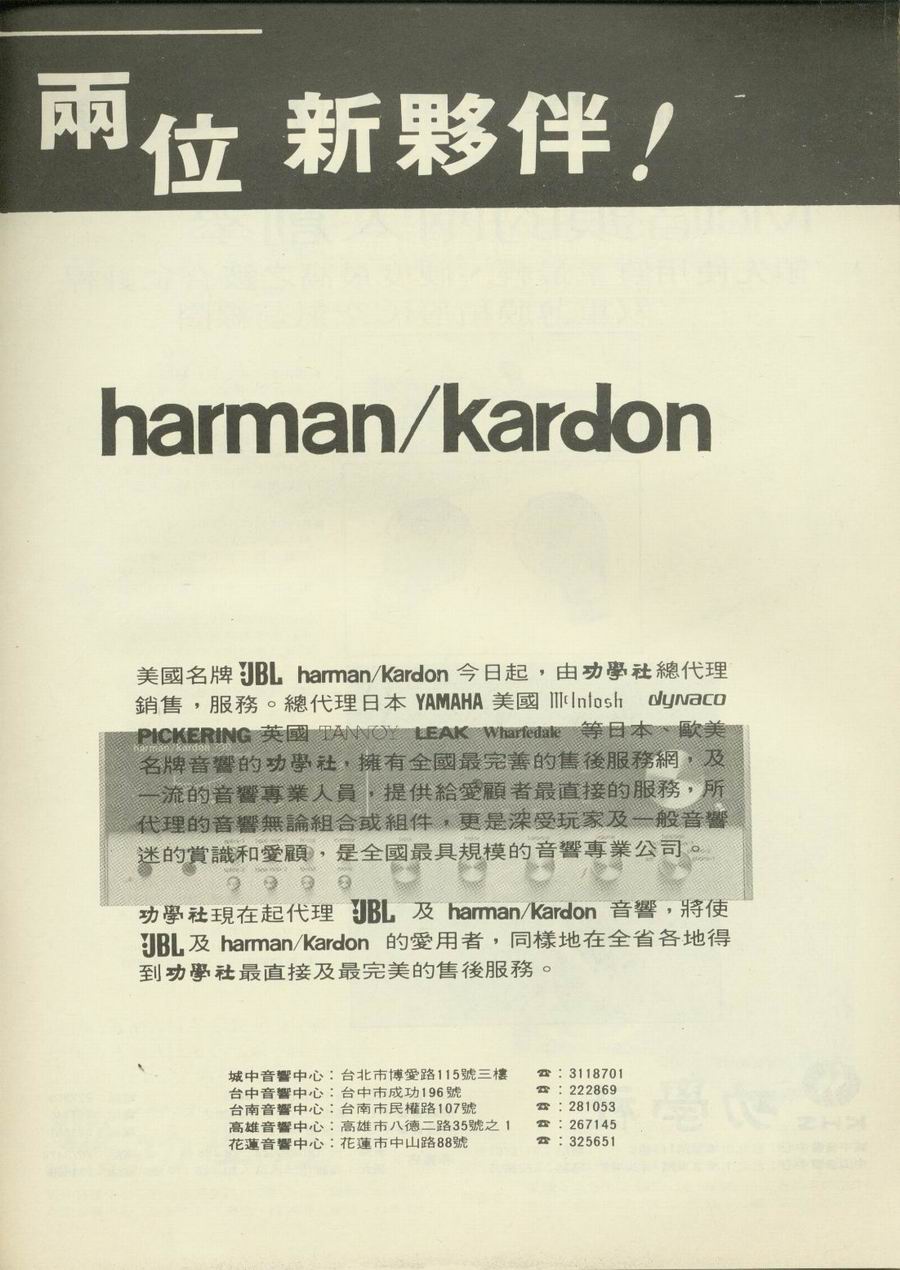 兩位新夥伴!
harman/kardon
美國名牌 JBL harman/kardon 今日起，由功學社總代理
銷售，服務。總代理日本 YAMAHA 美國 McIntosh dynaco
PICKERING 英國 TANNOY LEAK Wharfedale 等日本、歐美
harman/kardon
名牌音響的功學社，擁有全國最完善的售後服務網，及
一流的音響專業人員，提供給愛顧者最直接的服務，所
代理的音響無論組合或組件，更是深受玩家及一般音響
迷的賞識和愛顧，是全國最具規模的音響專業公司。
功學社現在起代理 JBL 及 harman/kardon 音響，將使
JBL 及 harman/kardon 的愛用者，同樣地在全省各地得
到功學社最直接及最完美的售後服務。
城中音響中心：台北市博愛路115號三樓 ☎：3118701
台中音響中心：台中市成功196號 ☎：222869
台南音響中心：台南市民權路107號 ☎：281053
高雄音響中心：高雄市八德二路35號之1 ☎：267145
花蓮音響中心：花蓮市中山路88號 ☎：325651